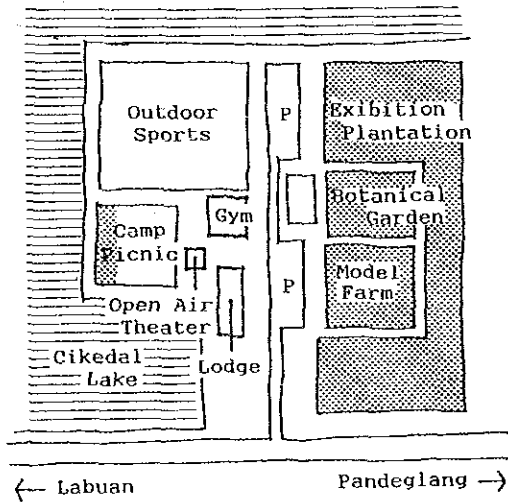 Outdoor
Sports
P
Exibition
Plantation
Gym
Botanical
Garden
Camp
Picnic
P
Model
Farm
Open Air
Theater
Cikedal
Lake
Lodge
← Labuan
Pandeglang →